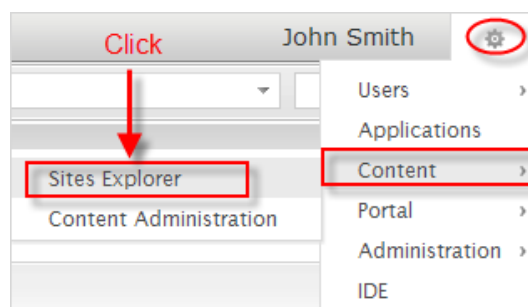 Click
John Smith
Users
Applications
Content
Portal
Administration
IDE
Sites Explorer
Content Administration